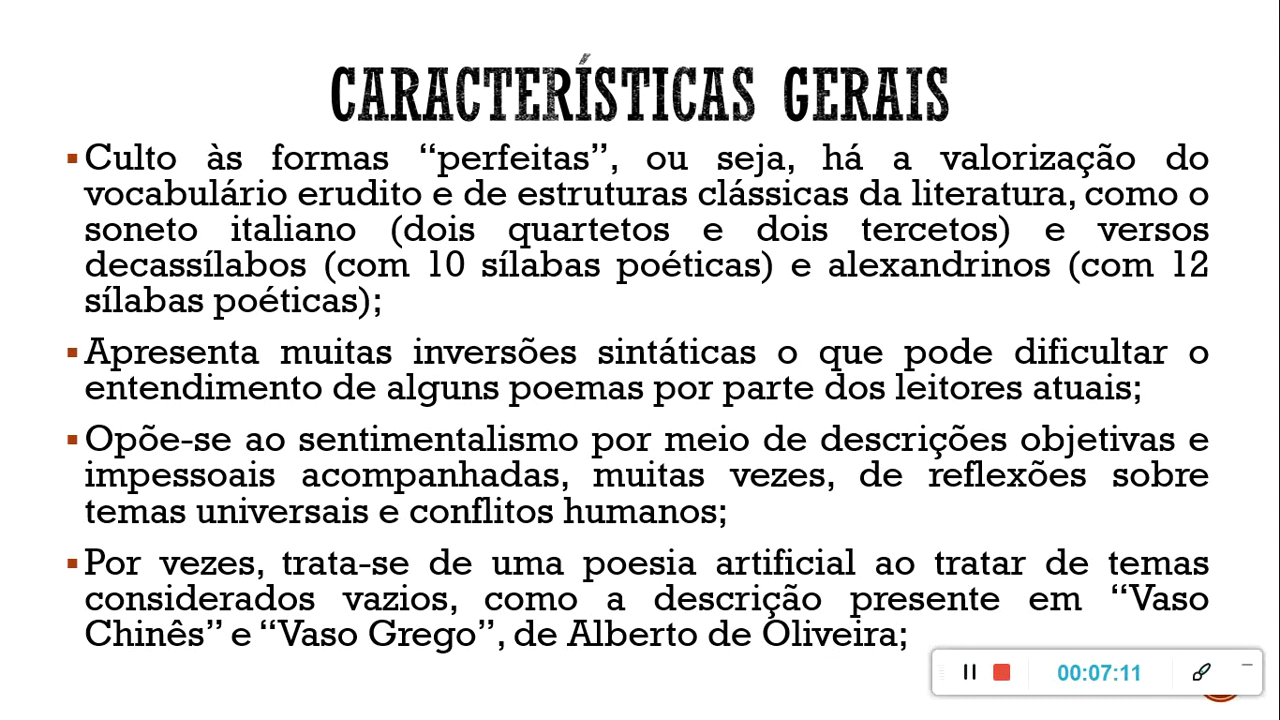 CARACTERÍSTICAS GERAIS
▪Culto às formas “perfeitas”, ou seja, há a valorização do
vocabulário erudito e de estruturas clássicas da literatura, como o
soneto italiano (dois quartetos e dois tercetos) e versos
decassílabos (com 10 sílabas poéticas) e alexandrinos (com 12
sílabas poéticas);
▪Apresenta muitas inversões sintáticas o que pode dificultar o
entendimento de alguns poemas por parte dos leitores atuais;
▪Opõe-se ao sentimentalismo por meio de descrições objetivas e
impessoais acompanhadas, muitas vezes, de reflexões sobre
temas universais e conflitos humanos;
▪Por vezes, trata-se de uma poesia artificial ao tratar de temas
considerados vazios, como a descrição presente em “Vaso
Chinês” e “Vaso Grego”, de Alberto de Oliveira;
00:07:11